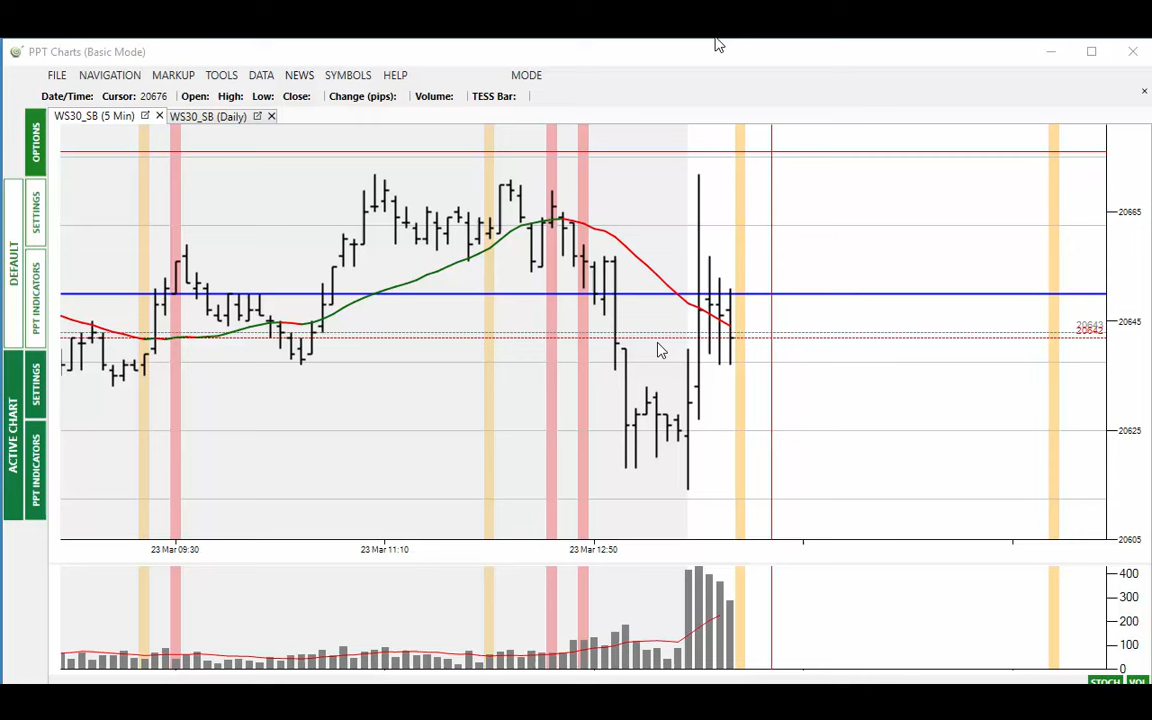 PPT Charts (Basic Mode)
FILE NAVIGATION MARKUP TOOLS DATA NEWS SYMBOLS HELP MODE
Date/Time: Cursor: 20676 Open: High: Low: Close: Change (pips): Volume: TESS Bar:
WS30_SB (5 Min) WS30_SB (Daily)
OPTIONS
DEFAULT
SETTINGS
PPT INDICATORS
ACTIVE CHART
SETTINGS
PPT INDICATORS
20665
20645
20643
20642
20625
20605
23 Mar 09:30 23 Mar 11:10 23 Mar 12:50
400
300
200
100
0
STOCH VOL